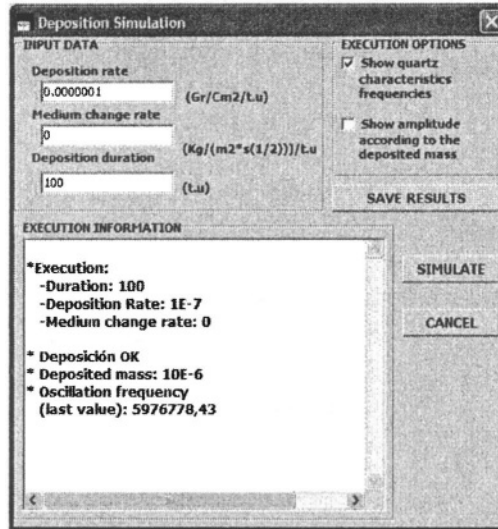 Deposition Simulation
INPUT DATA
Deposition rate
0.0000001
(Gr/Cm2/t.u)
Medium change rate
0
(Kg/(m2*s(1/2)))/t.u
Deposition duration
100
(t.u)
EXECUTION OPTIONS
Show quartz
characteristics
frequencies
Show amplitude
according to the
deposited mass
SAVE RESULTS
EXECUTION INFORMATION
*Execution:
-Duration: 100
-Deposition Rate: 1E-7
-Medium change rate: 0
* Deposición OK
* Deposited mass: 10E-6
* Oscillation frequency
(last value): 5976778,43
SIMULATE
CANCEL